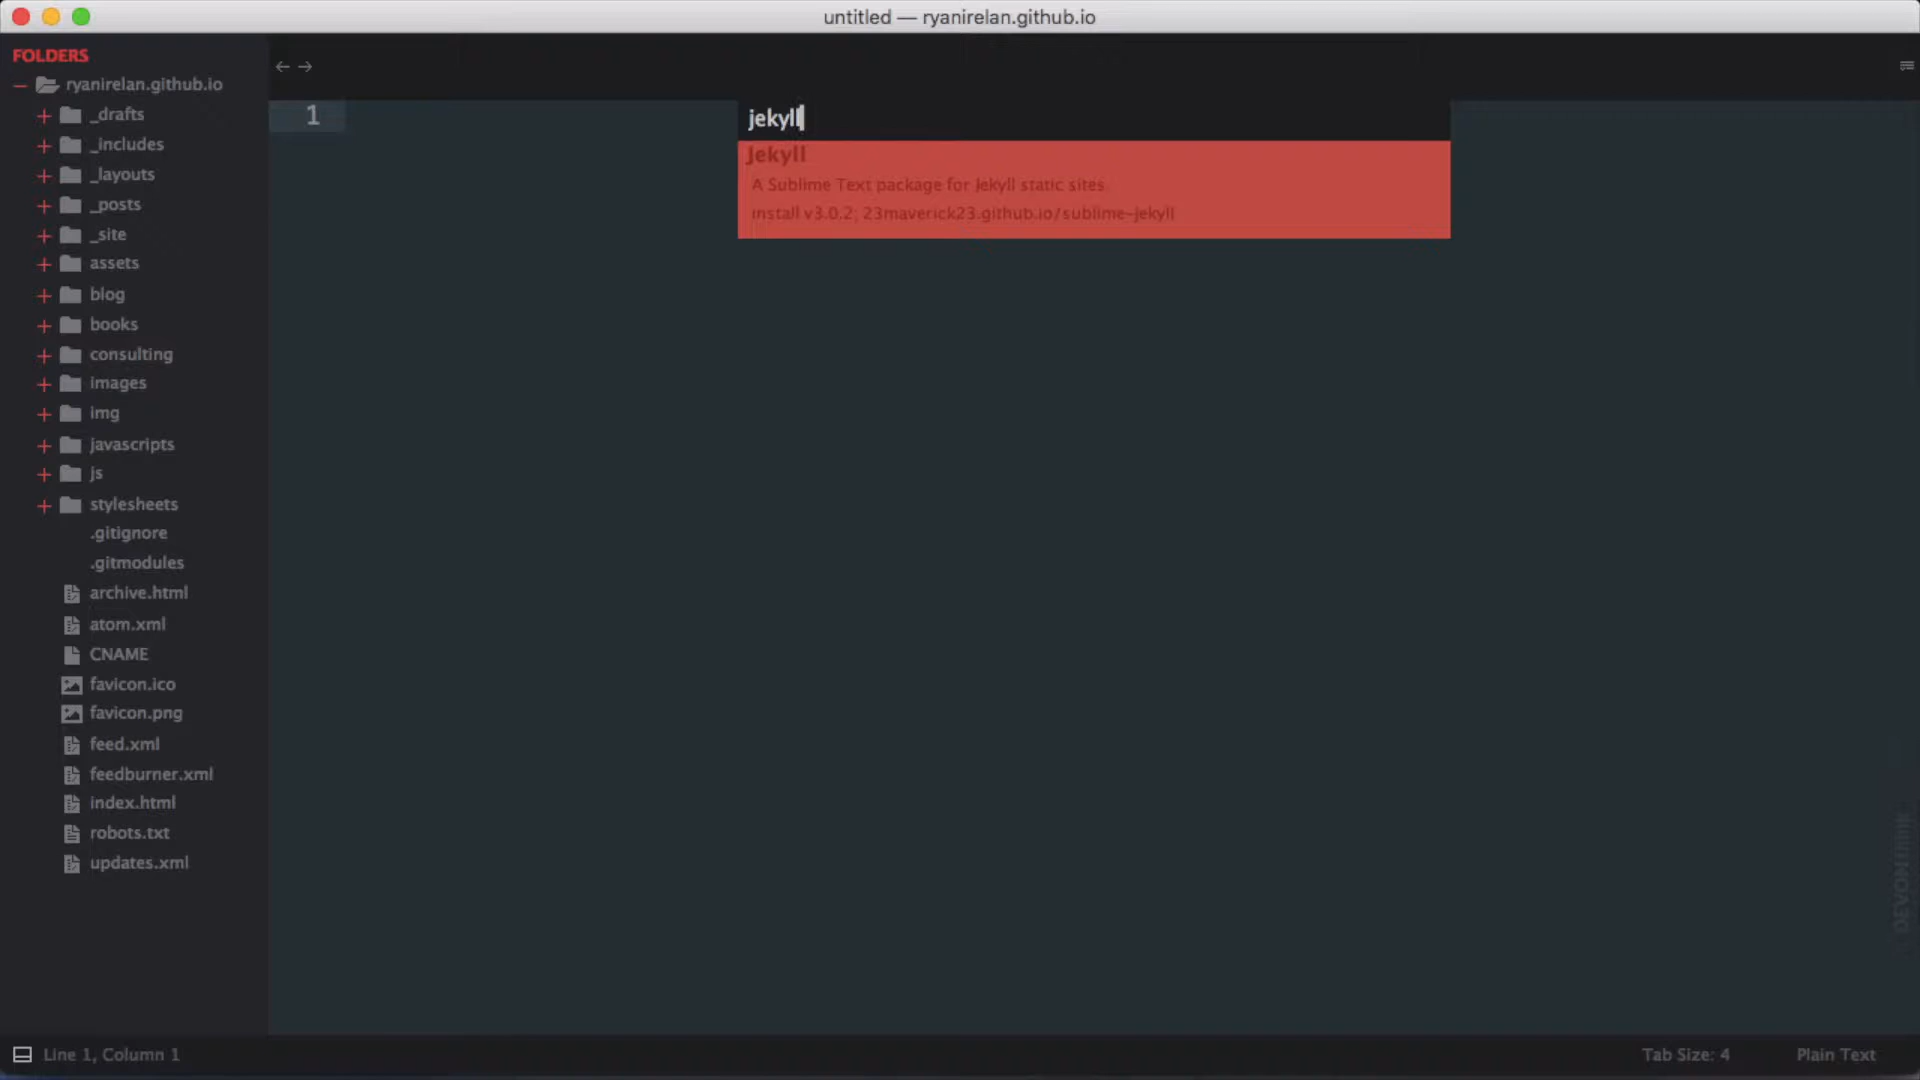 untitled — ryanirelan.github.io
FOLDERS
ryanirelan.github.io
_drafts
_includes
_layouts
_posts
_site
assets
blog
books
consulting
images
img
javascripts
js
stylesheets
.gitignore
.gitmodules
archive.html
atom.xml
CNAME
favicon.ico
favicon.png
feed.xml
feedburner.xml
index.html
robots.txt
updates.xml
1
jekyll
Jekyll
A Sublime Text package for Jekyll static sites.
install v3.0.2; 23maverick23.github.io/sublime-jekyll
Line 1, Column 1
Tab Size: 4
Plain Text